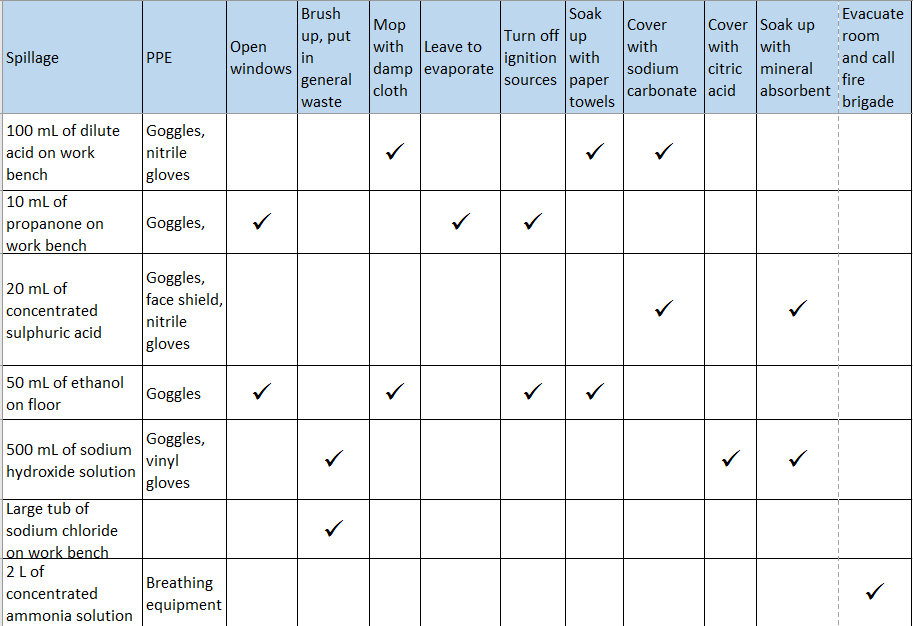 Spillage
PPE
Open
windows
Brush
up, put
in
general
waste
Mop
with
damp
cloth
Leave to
evaporate
Turn off
ignition
sources
Soak
up
with
paper
towels
Cover
with
sodium
carbonate
Cover
with
citric
acid
Soak up
with
mineral
absorbent
Evacuate
room
and call
fire
brigade
100 mL of dilute
acid on work
bench
Goggles,
nitrile
gloves
✓
✓
✓
10 mL of
propanone on
work bench
Goggles,
✓
✓
✓
20 mL of
concentrated
sulphuric acid
Goggles,
face shield,
nitrile
gloves
✓
✓
50 mL of ethanol
on floor
Goggles
✓
✓
✓
✓
500 mL of sodium
hydroxide solution
Goggles,
vinyl
gloves
✓
✓
✓
Large tub of
sodium chloride
on work bench
✓
2 L of
concentrated
ammonia solution
Breathing
equipment
✓